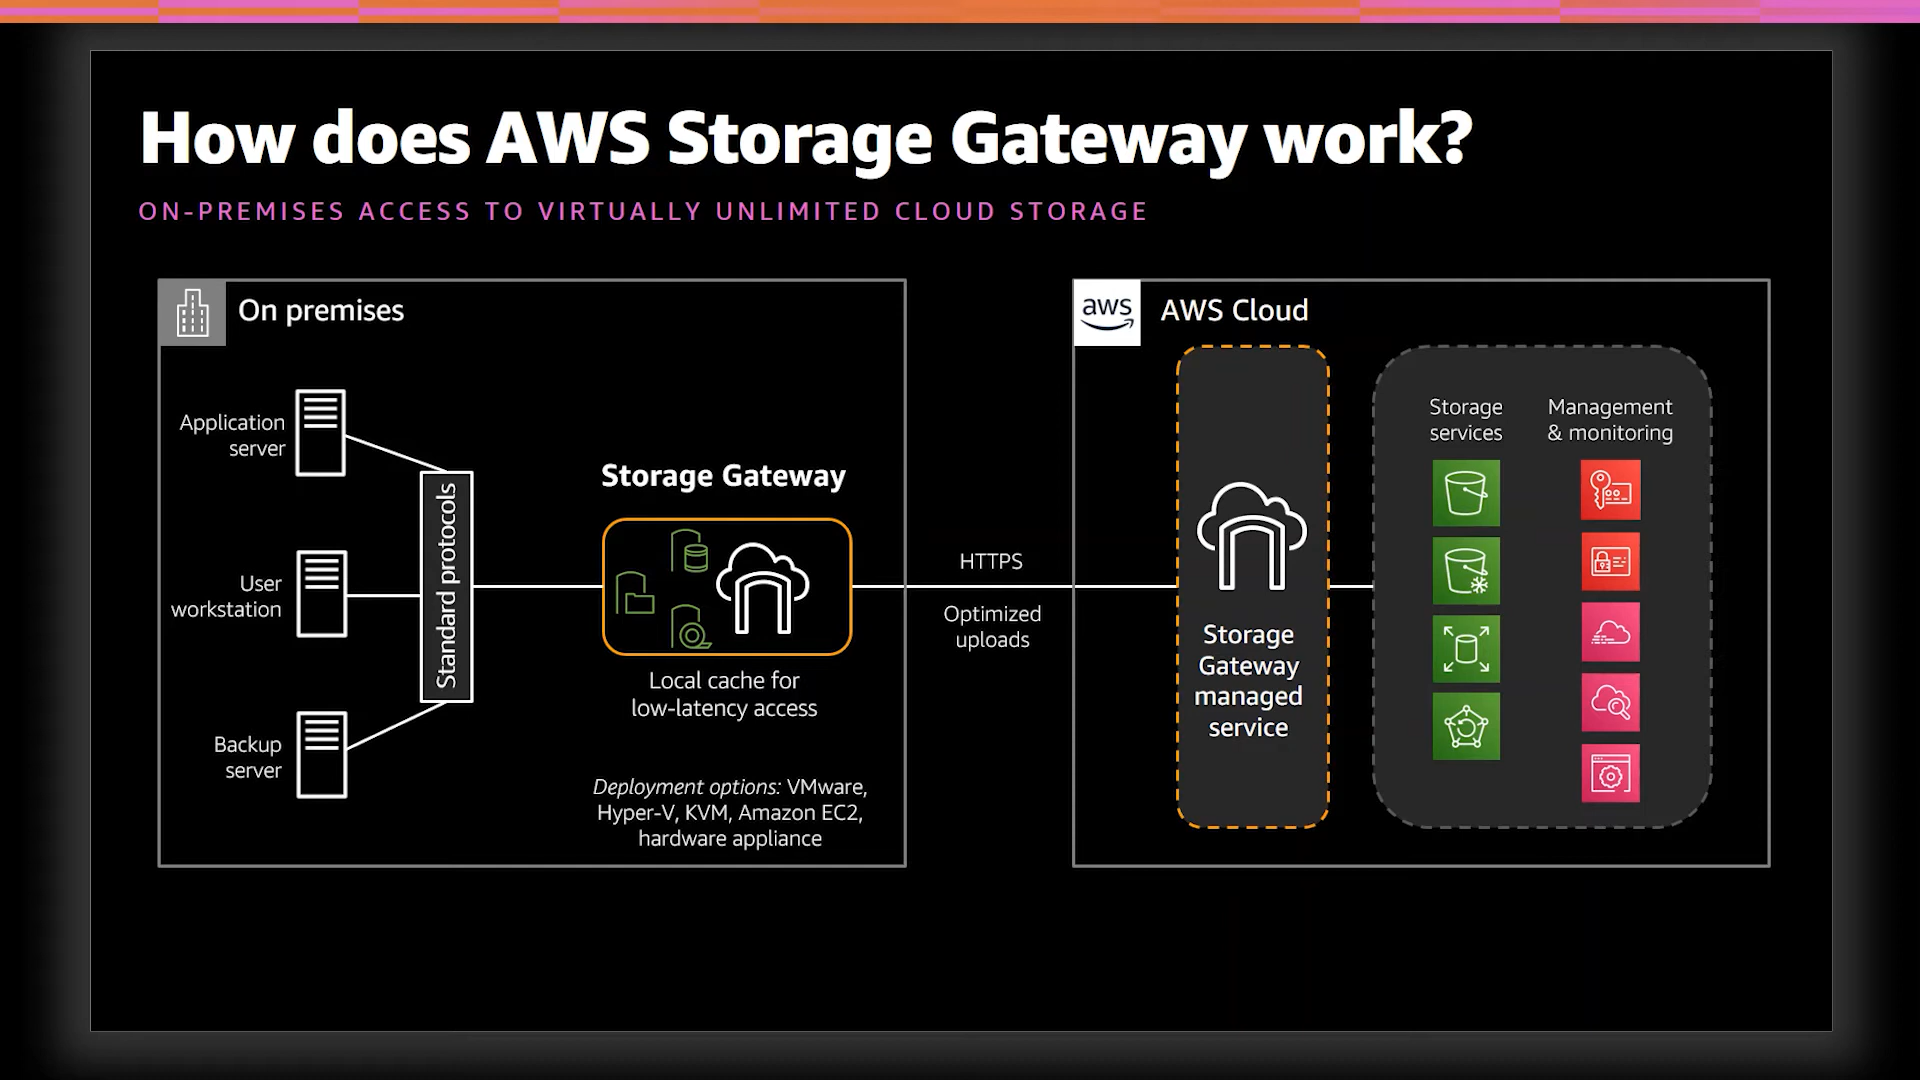 How does AWS Storage Gateway work?
ON-PREMISES ACCESS TO VIRTUALLY UNLIMITED CLOUD STORAGE
On premises
Application
server
User
workstation
Backup
server
Standard protocols
Storage Gateway
Local cache for
low-latency access
Deployment options: VMware,
Hyper-V, KVM, Amazon EC2,
hardware appliance
HTTPS
Optimized
uploads
aws
AWS Cloud
Storage
Gateway
managed
service
Storage
services
Management
& monitoring